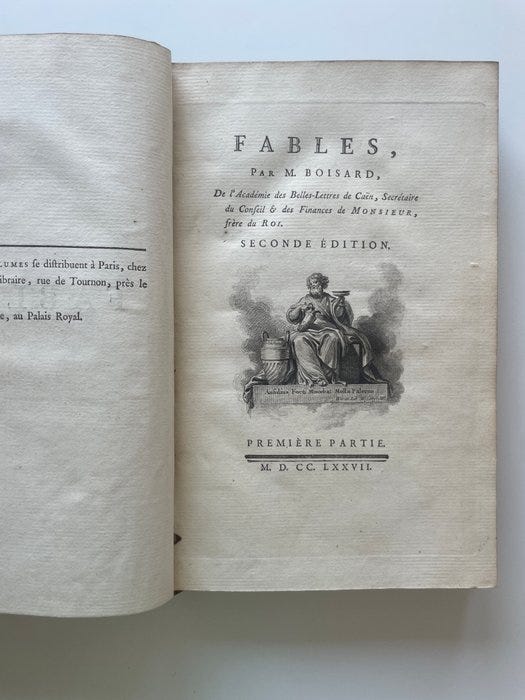 LUMES se distribuent à Paris, chez
ibraire, rue de Tournon, près le
e, au Palais Royal.
FABLES,
PAR M. BOISARD,
De l'Académie des Belles-Lettres de Caën, Secrétaire
du Conseil & des Finances de MONSIEUR,
frère du ROI.
SECONDE ÉDITION.
PREMIÈRE PARTIE.
M. D. CC. LXXVII.